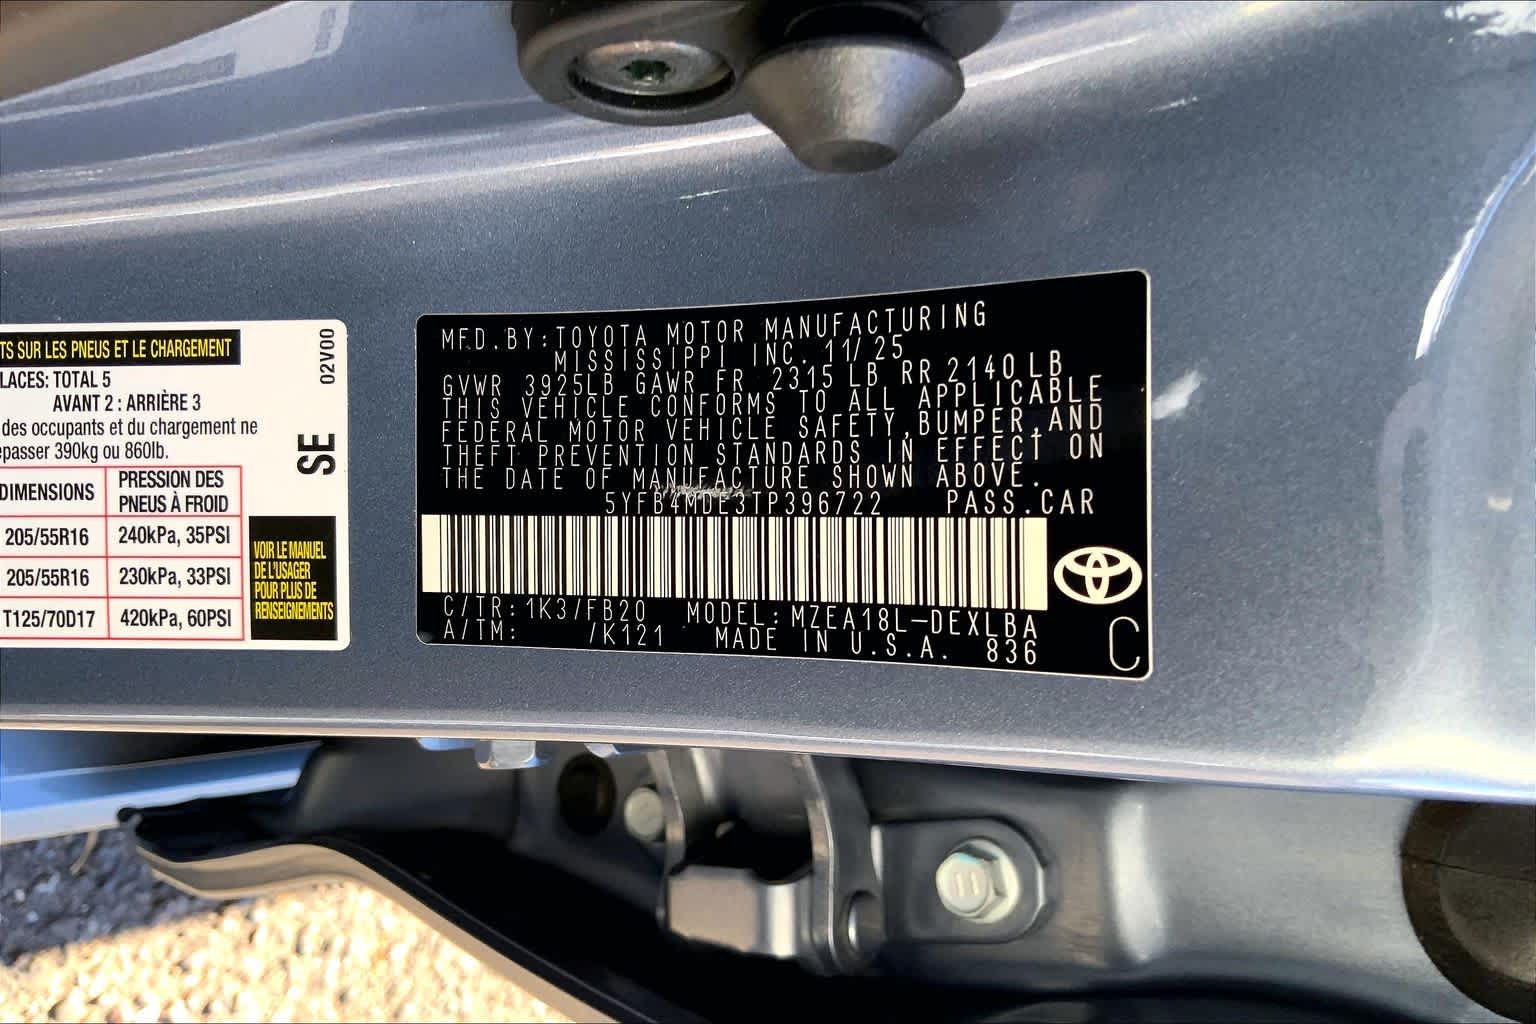 TS SUR LES PNEUS ET LE CHARGEMENT
LACES: TOTAL 5
AVANT 2 : ARRIÈRE 3
des occupants et du chargement ne
epasser 390kg ou 860lb.
DIMENSIONS PRESSION DES PNEUS À FROID
205/55R16 240kPa, 35PSI
205/55R16 230kPa, 33PSI
T125/70D17 420kPa, 60PSI
02V00
SE
VOIR LE MANUEL
DE L'USAGER
POUR PLUS DE
RENSEIGNEMENTS
MFD.BY:TOYOTA MOTOR MANUFACTURING
MISSISSIPPI INC. 11/25
GVWR 3925LB GAWR FR 2315 LB RR 2140 LB
THIS VEHICLE CONFORMS TO ALL APPLICABLE
FEDERAL MOTOR VEHICLE SAFETY, BUMPER, AND
THEFT PREVENTION STANDARDS IN EFFECT ON
THE DATE OF MANUFACTURE SHOWN ABOVE.
5YFB4MDE3TP396722 PASS.CAR
C/TR:1K3/FB20 MODEL:MZEA18L-DEXLBA
A/TM: /K121 MADE IN U.S.A. 836
C